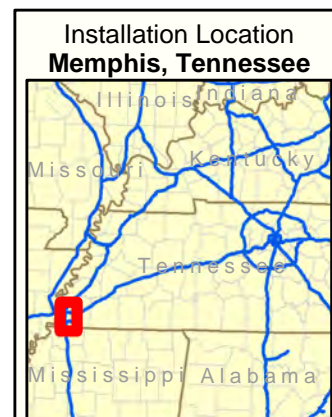 Installation Location
Memphis, Tennessee
Illinois
Indiana
Missouri
Kentucky
Tennessee
Mississippi
Alabama